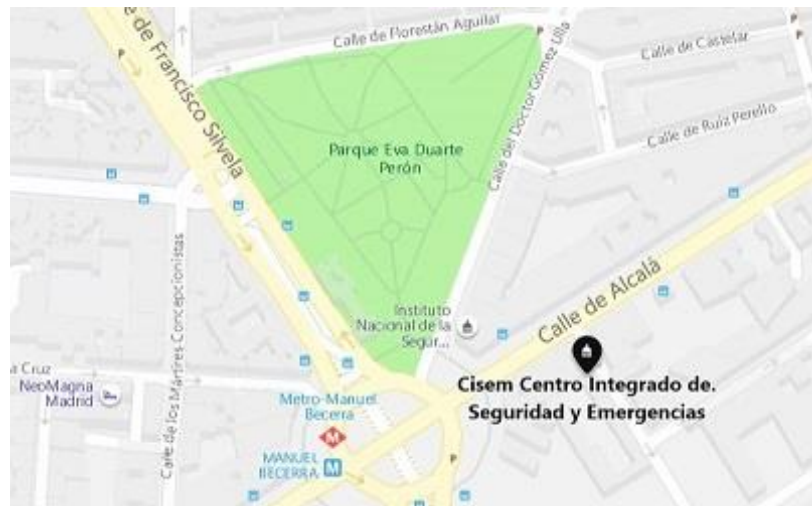 Calle de Florestán Aguilar
Calle de Castelar
Calle de Ruiz Perello
Calle del Doctor Gómez Ulla
e de Francisco Silvela
Parque Eva Duarte
Perón
Calle de los Mártires Concepcionistas
Instituto
Nacional de la
Segur...
Calle de Alcalá
Cisem Centro Integrado de.
Seguridad y Emergencias
a Cruz
NeoMagna
Madrid
Metro-Manuel
Becerra
M
MANUEL
BECERRA
M
P
P
P
P
P